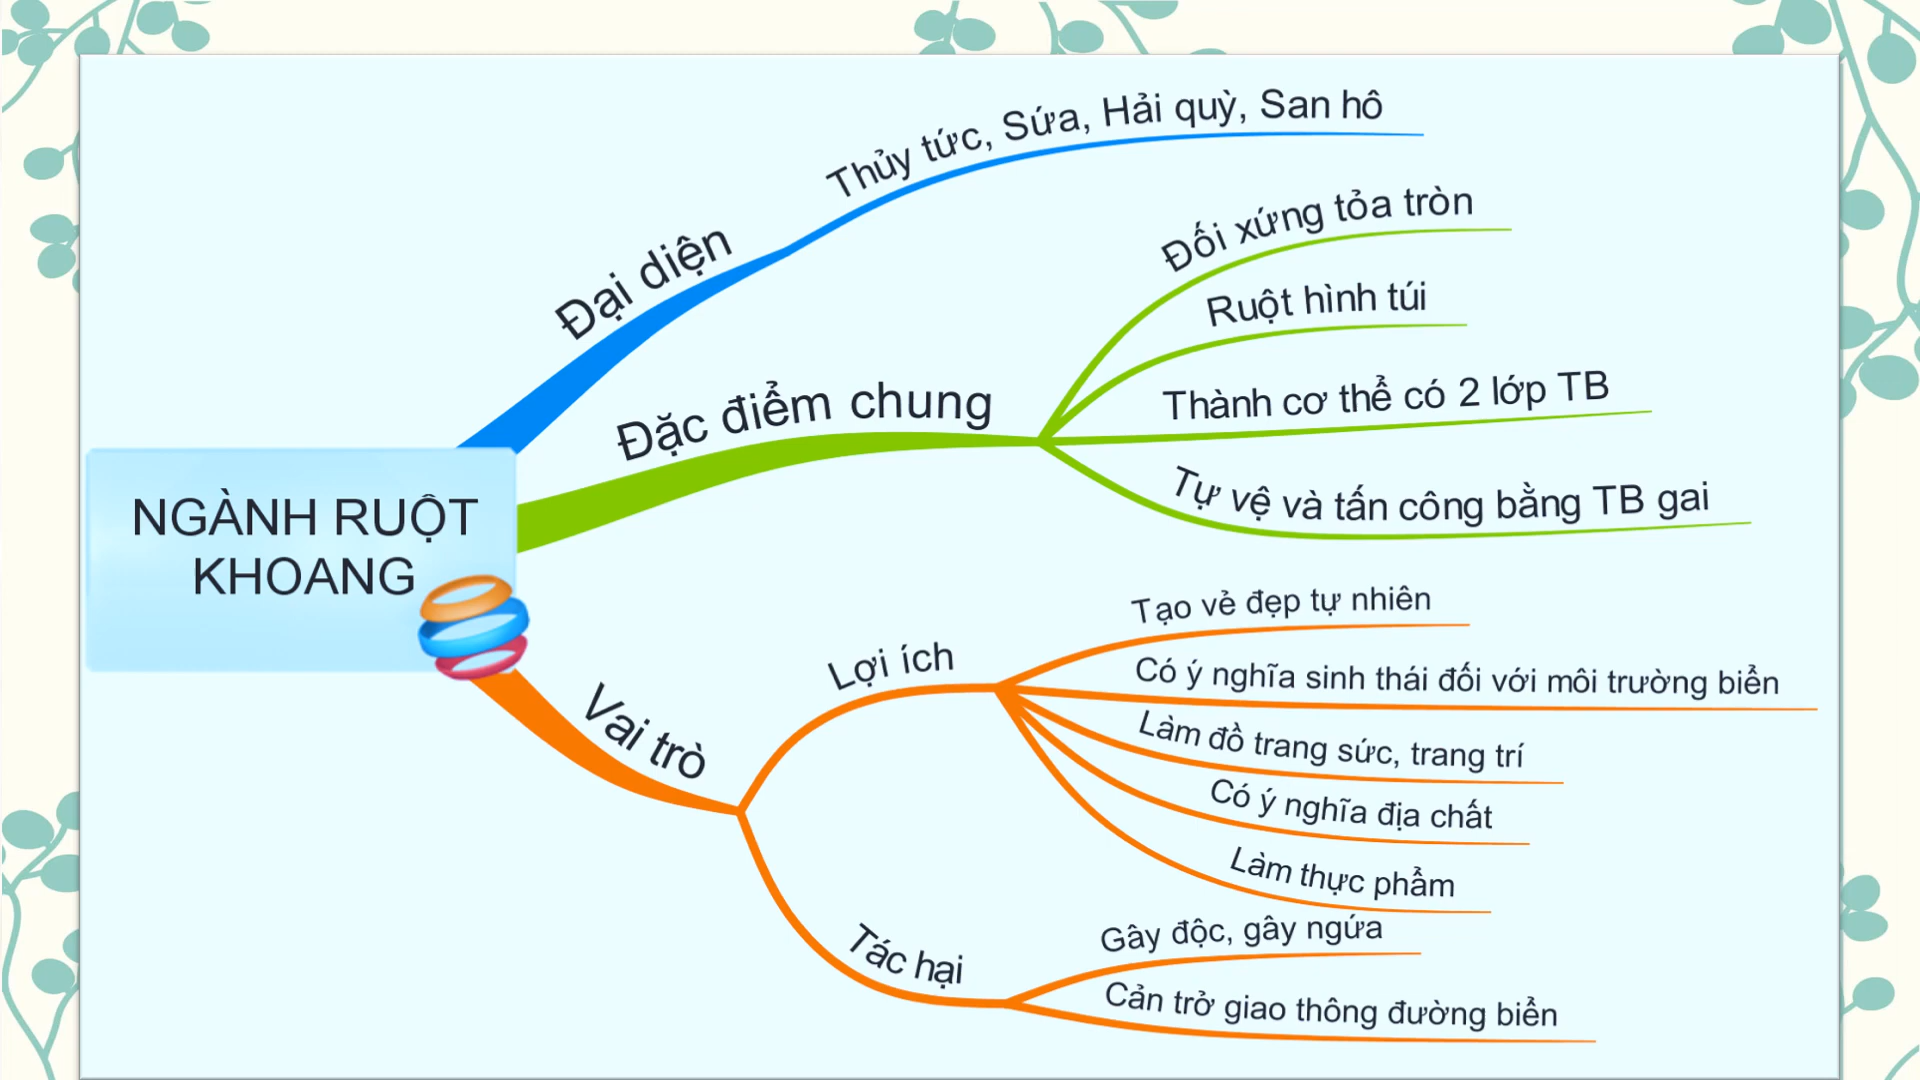 NGÀNH RUỘT
KHOANG
Đại diện
Thủy tức, Sứa, Hải quỳ, San hô
Đặc điểm chung
Đối xứng tỏa tròn
Ruột hình túi
Thành cơ thể có 2 lớp TB
Tự vệ và tấn công bằng TB gai
Vai trò
Lợi ích
Tạo vẻ đẹp tự nhiên
Có ý nghĩa sinh thái đối với môi trường biển
Làm đồ trang sức, trang trí
Có ý nghĩa địa chất
Làm thực phẩm
Tác hại
Gây độc, gây ngứa
Cản trở giao thông đường biển